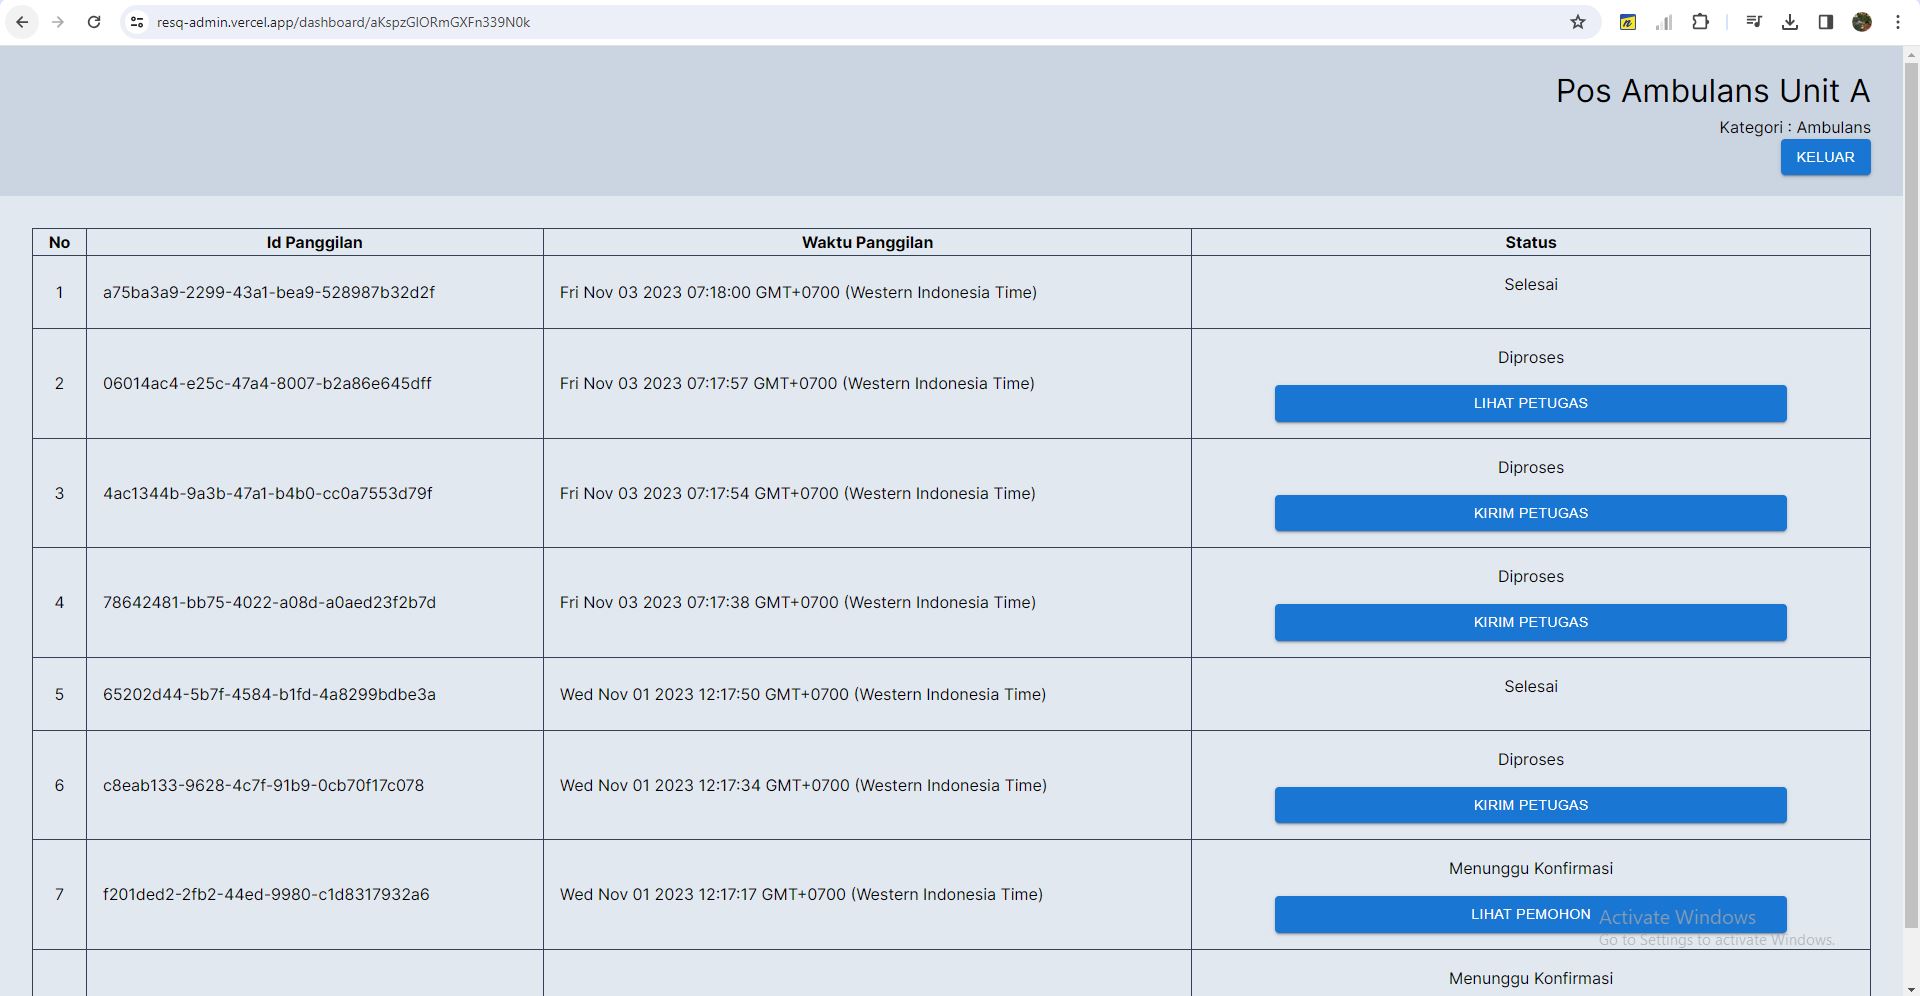 resq-admin.vercel.app/dashboard/aKspzGlORmGXFn339N0k
Pos Ambulans Unit A
Kategori : Ambulans
KELUAR
No Id Panggilan Waktu Panggilan Status
1 a75ba3a9-2299-43a1-bea9-528987b32d2f Fri Nov 03 2023 07:18:00 GMT+0700 (Western Indonesia Time) Selesai
2 06014ac4-e25c-47a4-8007-b2a86e645dff Fri Nov 03 2023 07:17:57 GMT+0700 (Western Indonesia Time) Diproses
LIHAT PETUGAS
3 4ac1344b-9a3b-47a1-b4b0-cc0a7553d79f Fri Nov 03 2023 07:17:54 GMT+0700 (Western Indonesia Time) Diproses
KIRIM PETUGAS
4 78642481-bb75-4022-a08d-a0aed23f2b7d Fri Nov 03 2023 07:17:38 GMT+0700 (Western Indonesia Time) Diproses
KIRIM PETUGAS
5 65202d44-5b7f-4584-b1fd-4a8299bdbe3a Wed Nov 01 2023 12:17:50 GMT+0700 (Western Indonesia Time) Selesai
6 c8eab133-9628-4c7f-91b9-0cb70f17c078 Wed Nov 01 2023 12:17:34 GMT+0700 (Western Indonesia Time) Diproses
KIRIM PETUGAS
7 f201ded2-2fb2-44ed-9980-c1d8317932a6 Wed Nov 01 2023 12:17:17 GMT+0700 (Western Indonesia Time) Menunggu Konfirmasi
LIHAT PEMOHON
Activate Windows
Go to Settings to activate Windows.
Menunggu Konfirmasi